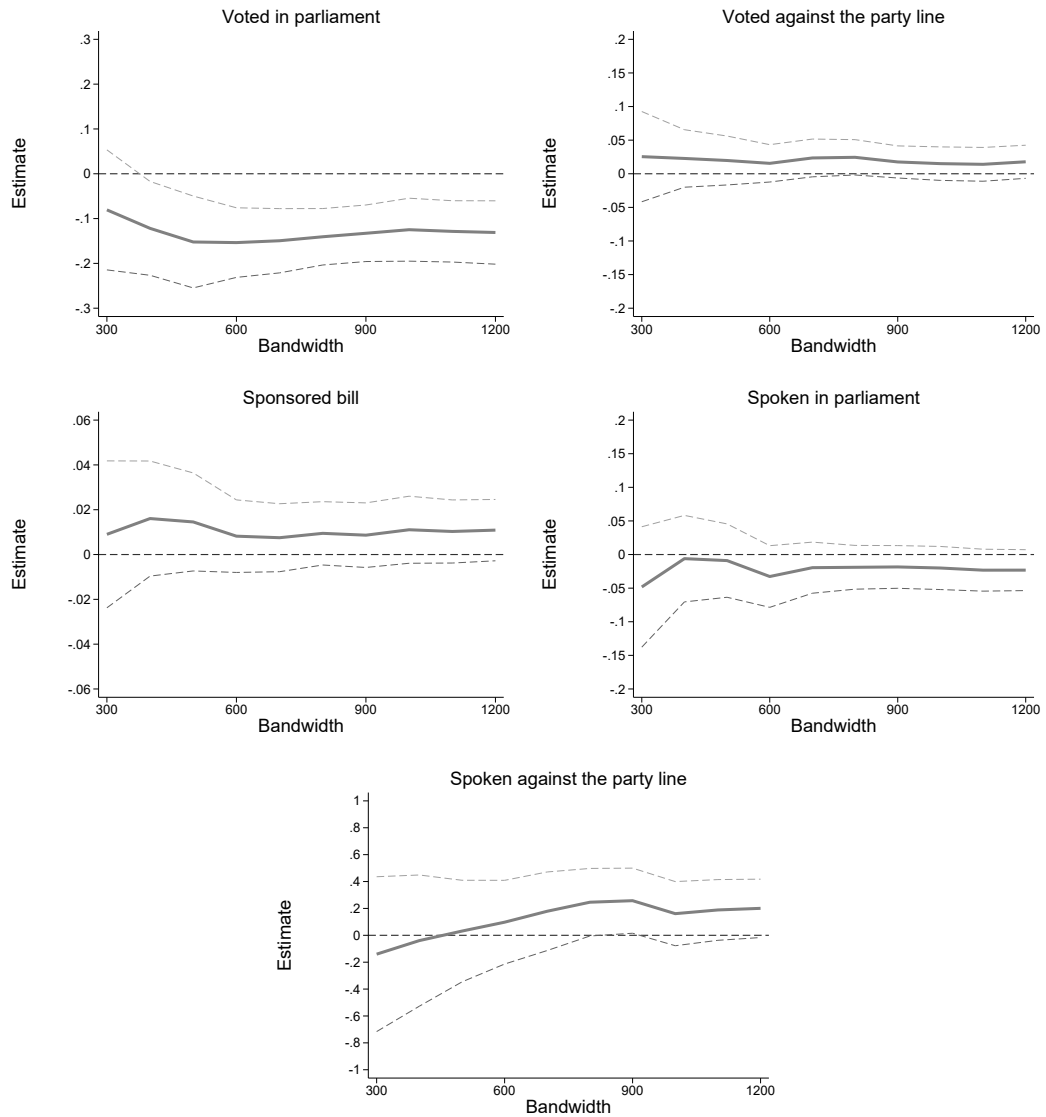 Voted in parliament
Estimate
.3
.2
.1
0
-.1
-.2
-.3
300 600 900 1200
Bandwidth
Voted against the party line
Estimate
.2
.15
.1
.05
0
-.05
-.1
-.15
-.2
300 600 900 1200
Bandwidth
Sponsored bill
Estimate
.06
.04
.02
0
-.02
-.04
-.06
300 600 900 1200
Bandwidth
Spoken in parliament
Estimate
.2
.15
.1
.05
0
-.05
-.1
-.15
-.2
300 600 900 1200
Bandwidth
Spoken against the party line
Estimate
1
.8
.6
.4
.2
0
-.2
-.4
-.6
-.8
-1
300 600 900 1200
Bandwidth